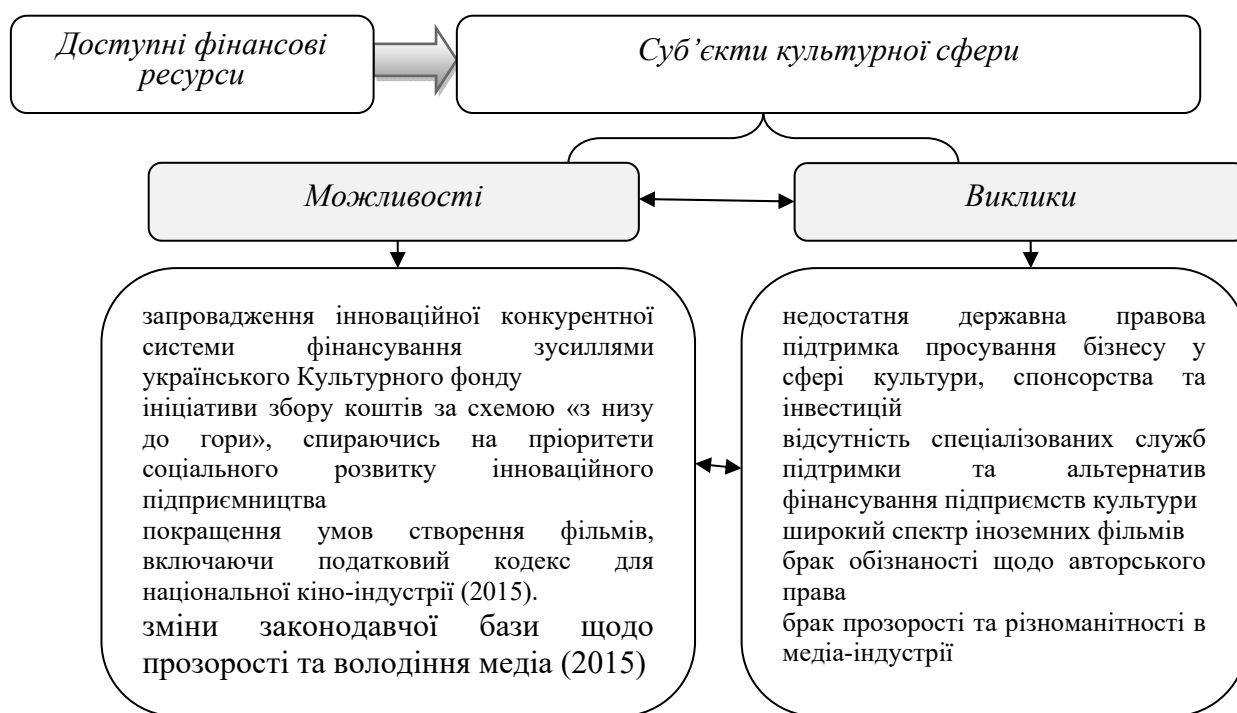 Доступні фінансові
ресурси
Суб’єкти культурної сфери
Можливості
Виклики
запровадження інноваційної конкурентної
системи фінансування зусиллями
українського Культурного фонду
ініціативи збору коштів за схемою «з низу
до гори», спираючись на пріоритети
соціального розвитку інноваційного
підприємництва
покращення умов створення фільмів,
включаючи податковий кодекс для
національної кіно-індустрії (2015).
зміни законодавчої бази щодо
прозорості та володіння медіа (2015)
недостатня державна правова
підтримка просування бізнесу у
сфері культури, спонсорства та
інвестицій
відсутність спеціалізованих служб
підтримки та альтернатив
фінансування підприємств культури
широкий спектр іноземних фільмів
брак обізнаності щодо авторського
права
брак прозорості та різноманітності в
медіа-індустрії